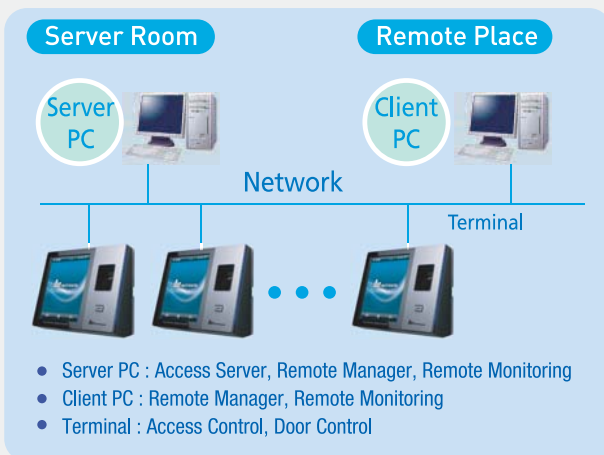 Server Room
Remote Place
Server
PC
Client
PC
Network
Terminal
Server PC : Access Server, Remote Manager, Remote Monitoring
Client PC : Remote Manager, Remote Monitoring
Terminal : Access Control, Door Control